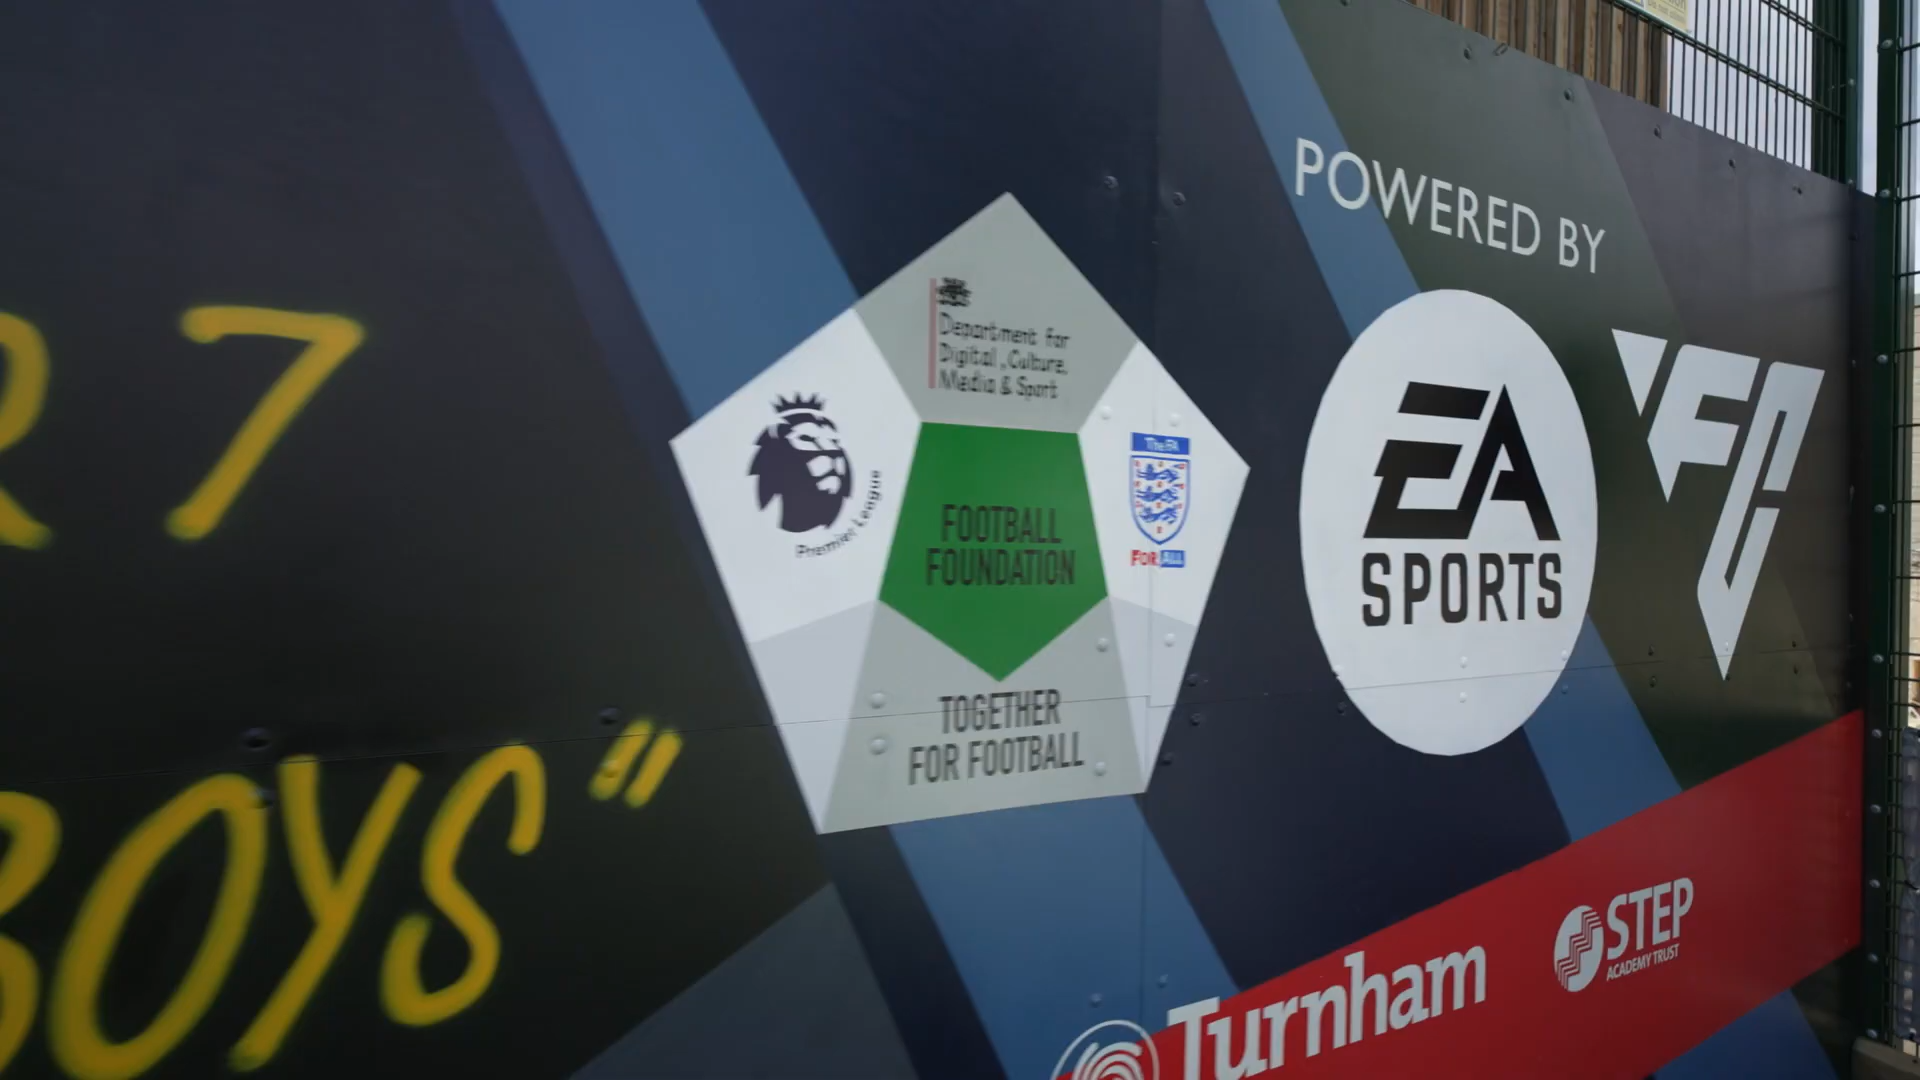 R 7
BOYS"
Department for
Digital, Culture,
Media & Sport
Premier League
The FA
FOR ALL
FOOTBALL
FOUNDATION
TOGETHER
FOR FOOTBALL
POWERED BY
EA
SPORTS
FC
Turnham
STEP
ACADEMY TRUST